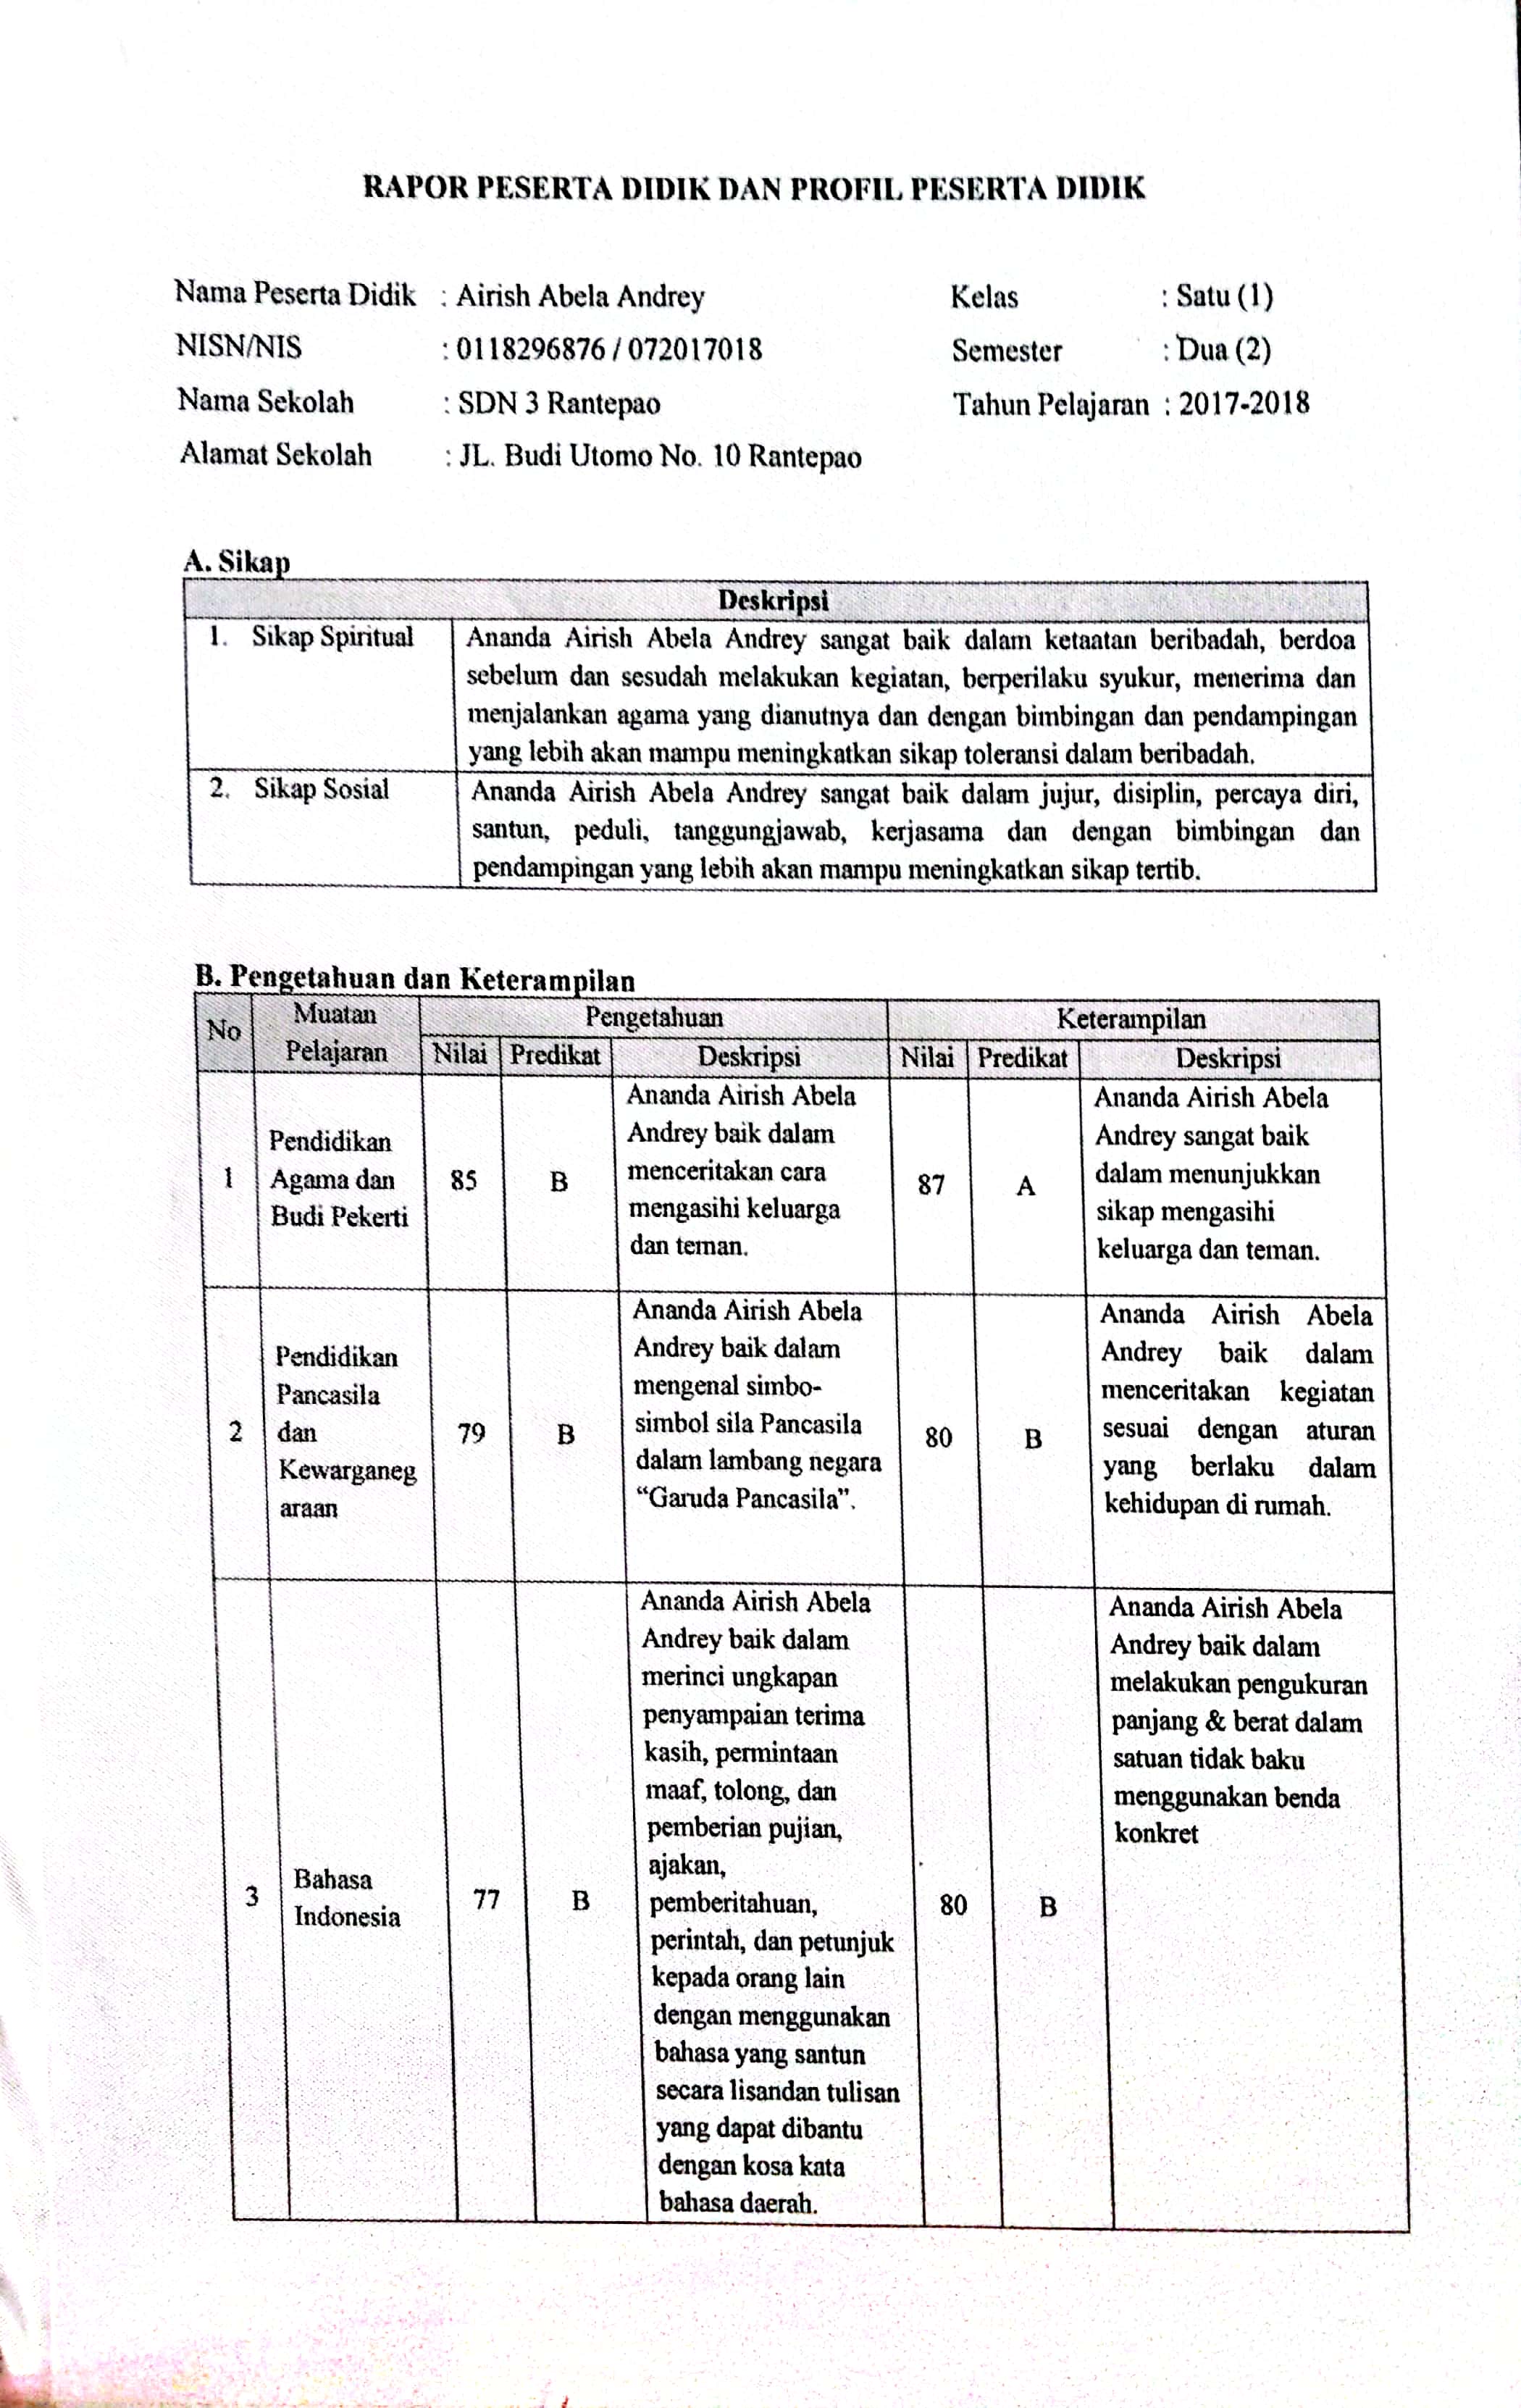 RAPOR PESERTA DIDIK DAN PROFIL PESERTA DIDIK
Nama Peserta Didik : Airish Abela Andrey Kelas : Satu (1)
NISN/NIS : 0118296876 / 072017018 Semester : Dua (2)
Nama Sekolah : SDN 3 Rantepao Tahun Pelajaran : 2017-2018
Alamat Sekolah : JL. Budi Utomo No. 10 Rantepao
A. Sikap
Deskripsi
1. Sikap Spiritual Ananda Airish Abela Andrey sangat baik dalam ketaatan beribadah, berdoa
sebelum dan sesudah melakukan kegiatan, berperilaku syukur, menerima dan
menjalankan agama yang dianutnya dan dengan bimbingan dan pendampingan
yang lebih akan mampu meningkatkan sikap toleransi dalam beribadah.
2. Sikap Sosial Ananda Airish Abela Andrey sangat baik dalam jujur, disiplin, percaya diri,
santun, peduli, tanggungjawab, kerjasama dan dengan bimbingan dan
pendampingan yang lebih akan mampu meningkatkan sikap tertib.
B. Pengetahuan dan Keterampilan
No
Muatan
Pelajaran
Pengetahuan
Keterampilan
Nilai Predikat Deskripsi Nilai Predikat Deskripsi
1
Pendidikan
Agama dan
Budi Pekerti
85
B
Ananda Airish Abela
Andrey baik dalam
menceritakan cara
mengasihi keluarga
dan teman.
87
A
Ananda Airish Abela
Andrey sangat baik
dalam menunjukkan
sikap mengasihi
keluarga dan teman.
2
Pendidikan
Pancasila
dan
Kewarganeg
araan
79
B
Ananda Airish Abela
Andrey baik dalam
mengenal simbo-
simbol sila Pancasila
dalam lambang negara
“Garuda Pancasila”.
80
B
Ananda Airish Abela
Andrey baik dalam
menceritakan kegiatan
sesuai dengan aturan
yang berlaku dalam
kehidupan di rumah.
3
Bahasa
Indonesia
77
B
Ananda Airish Abela
Andrey baik dalam
merinci ungkapan
penyampaian terima
kasih, permintaan
maaf, tolong, dan
pemberian pujian,
ajakan,
pemberitahuan,
perintah, dan petunjuk
kepada orang lain
dengan menggunakan
bahasa yang santun
secara lisandan tulisan
yang dapat dibantu
dengan kosa kata
bahasa daerah.
80
B
Ananda Airish Abela
Andrey baik dalam
melakukan pengukuran
panjang & berat dalam
satuan tidak baku
menggunakan benda
konkret